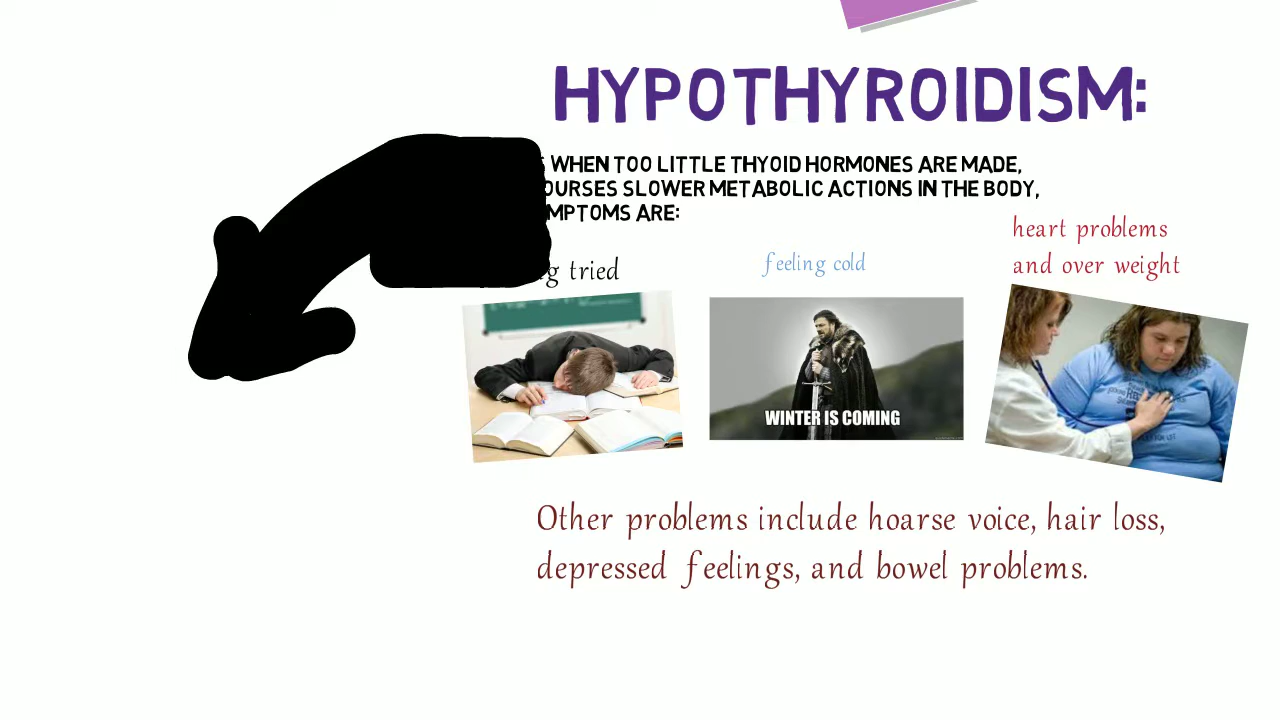 HYPOTHYROIDISM:
WHEN TOO LITTLE THYOID HORMONES ARE MADE,
SLOWER METABOLIC ACTIONS IN THE BODY,
ARE:
heart problems
and over weight
feeling cold
tried
WINTER IS COMING
Other problems include hoarse voice, hair loss,
depressed feelings, and bowel problems.